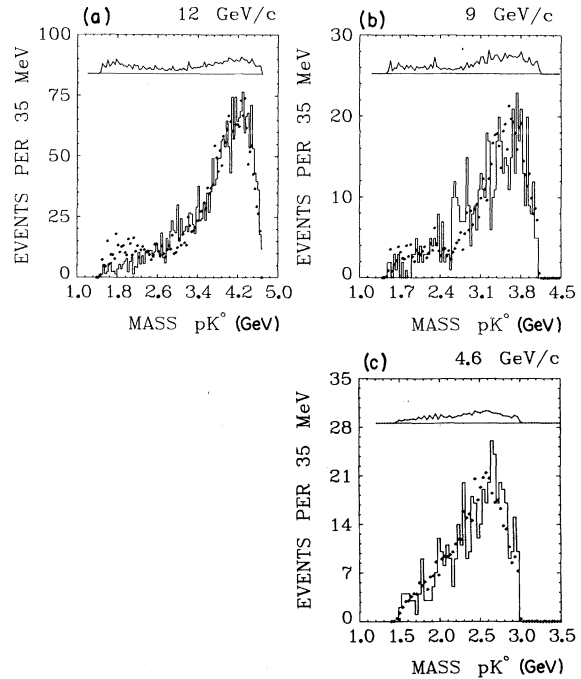 (a) 12 GeV/c
EVENTS PER 35 MeV
100
75
50
25
0
1.0 1.8 2.6 3.4 4.2 5.0
MASS pK° (GeV)
(b) 9 GeV/c
EVENTS PER 35 MeV
30
20
10
0
1.0 1.7 2.4 3.1 3.8 4.5
MASS pK° (GeV)
(c) 4.6 GeV/c
EVENTS PER 35 MeV
35
28
21
14
7
0
1.0 1.5 2.0 2.5 3.0 3.5
MASS pK° (GeV)